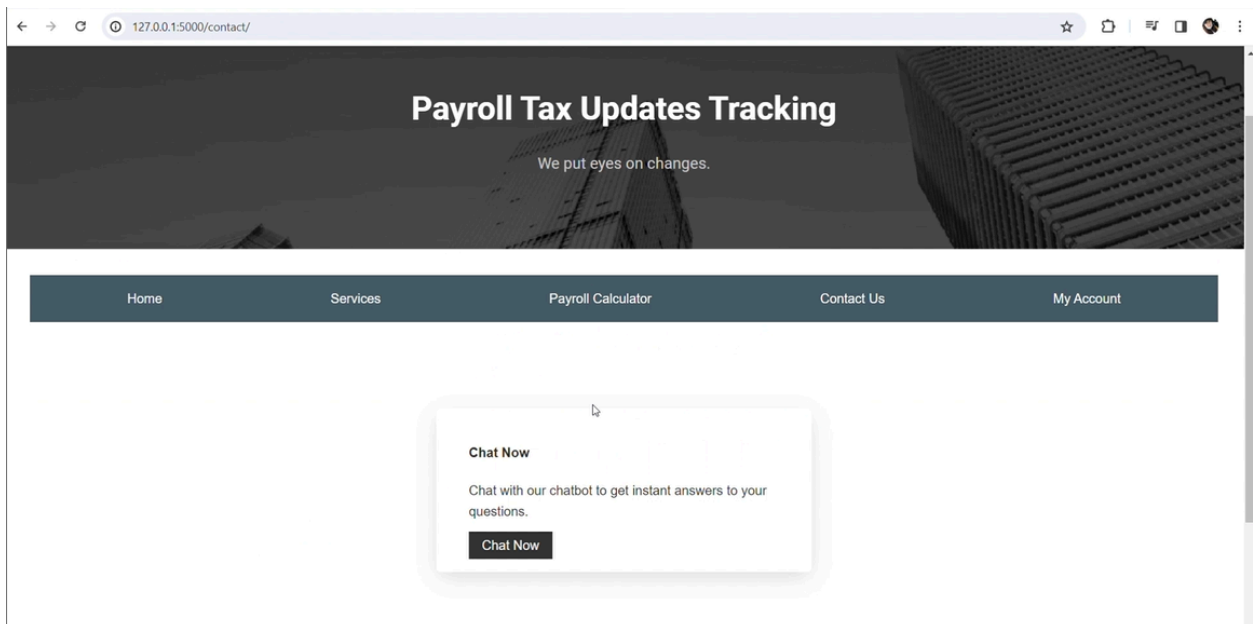 127.0.0.1:5000/contact/
Payroll Tax Updates Tracking
We put eyes on changes.
Home Services Payroll Calculator Contact Us My Account
Chat Now
Chat with our chatbot to get instant answers to your
questions.
Chat Now